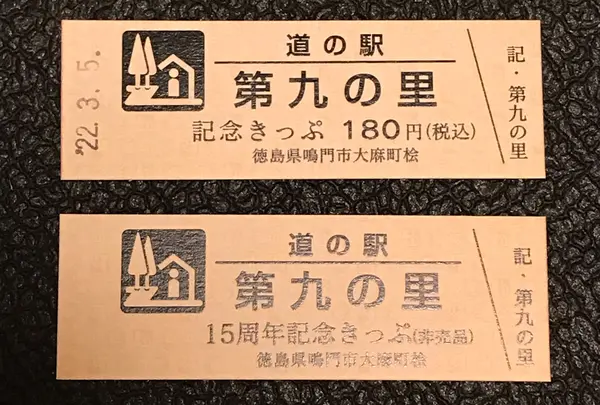 '22.3.5.
道の駅
第九の里
記念きっぷ 180円(税込)
徳島県鳴門市大麻町桧
記・第九の里
道の駅
第九の里
15周年記念きっぷ(非売品)
徳島県鳴門市大麻町桧
記・第九の里